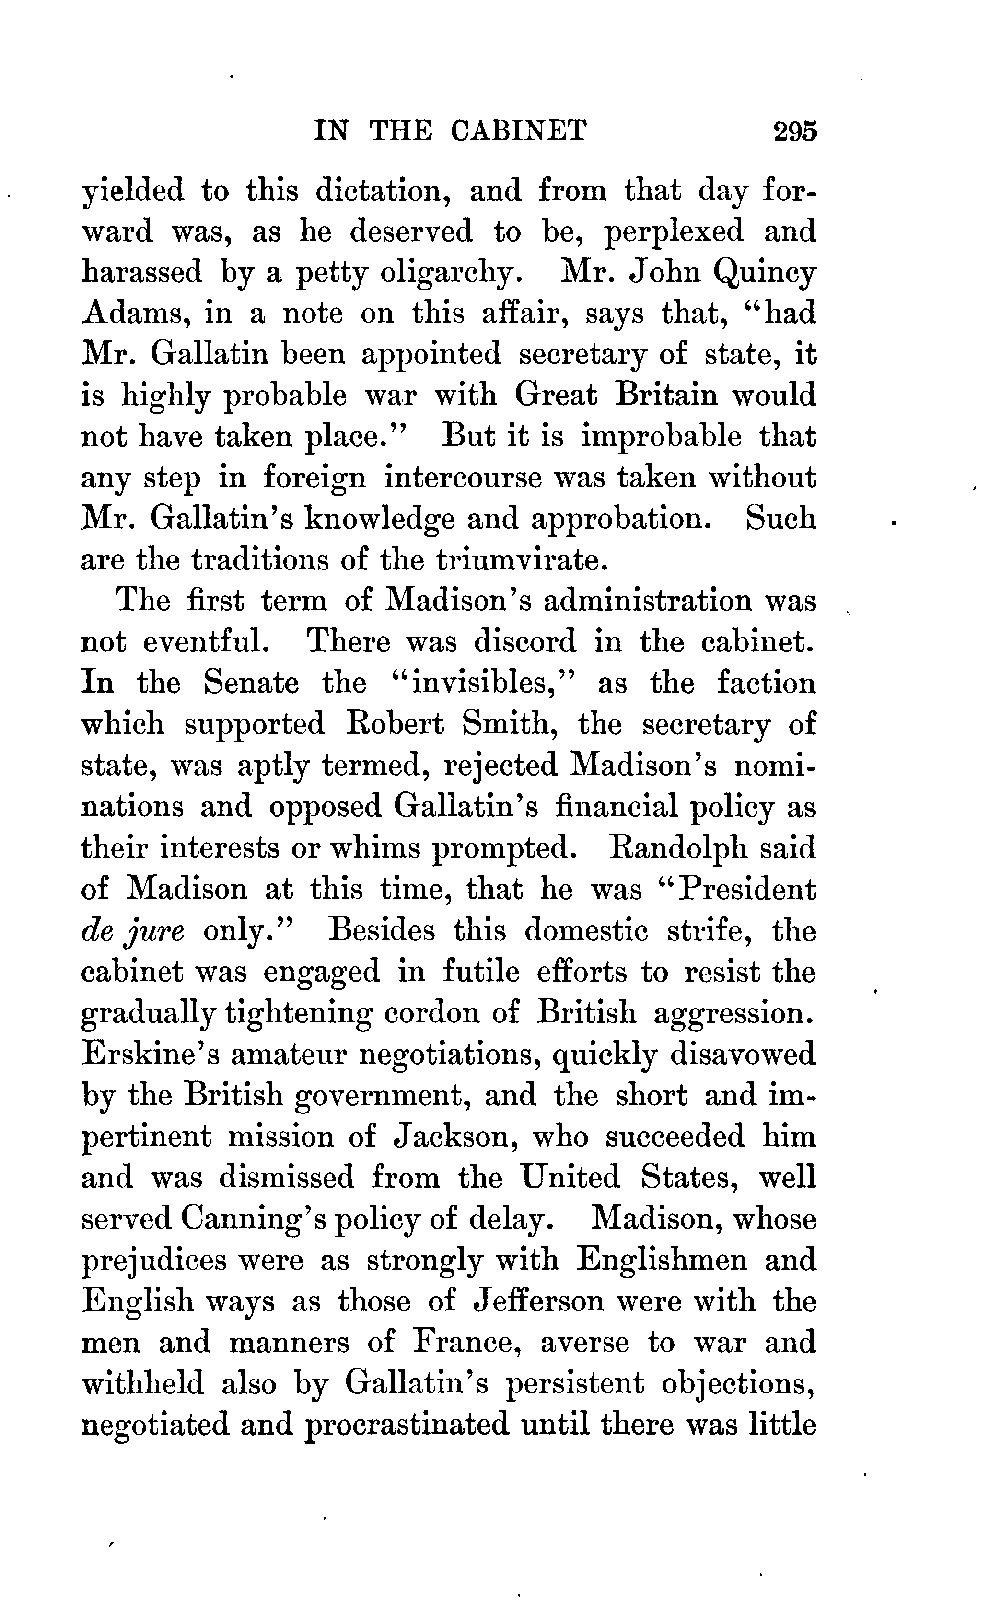 IN THE CABINET 295
yielded to this dictation, and from that day for-
ward was, as he deserved to be, perplexed and
harassed by a petty oligarchy. Mr. John Quincy
Adams, in a note on this affair, says that, "had
Mr. Gallatin been appointed secretary of state, it
is highly probable war with Great Britain would
not have taken place." But it is improbable that
any step in foreign intercourse was taken without
Mr. Gallatin's knowledge and approbation. Such
are the traditions of the triumvirate.
The first term of Madison's administration was
not eventful. There was discord in the cabinet.
In the Senate the "invisibles," as the faction
which supported Robert Smith, the secretary of
state, was aptly termed, rejected Madison's nomi-
nations and opposed Gallatin's financial policy as
their interests or whims prompted. Randolph said
of Madison at this time, that he was "President
de jure only." Besides this domestic strife, the
cabinet was engaged in futile efforts to resist the
gradually tightening cordon of British aggression.
Erskine's amateur negotiations, quickly disavowed
by the British government, and the short and im-
pertinent mission of Jackson, who succeeded him
and was dismissed from the United States, well
served Canning's policy of delay. Madison, whose
prejudices were as strongly with Englishmen and
English ways as those of Jefferson were with the
men and manners of France, averse to war and
withheld also by Gallatin's persistent objections,
negotiated and procrastinated until there was little